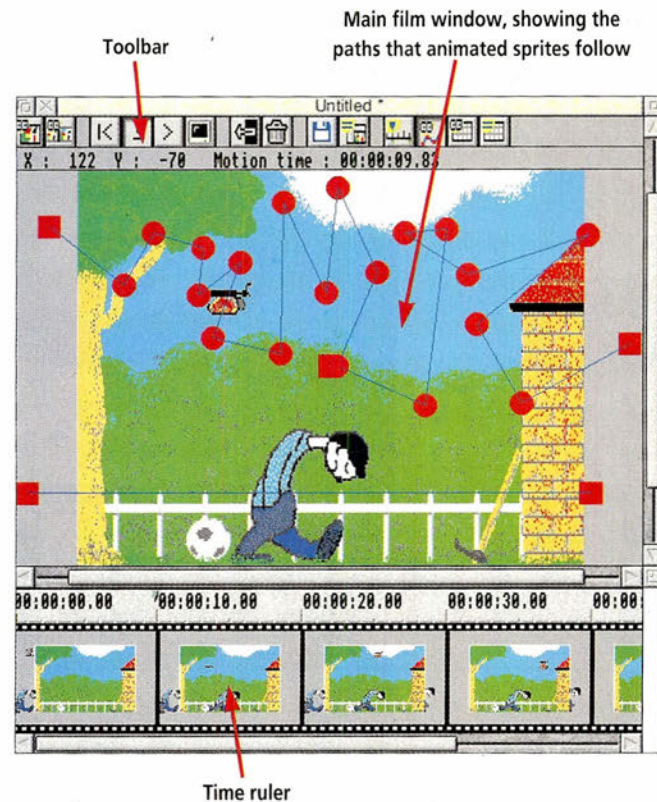 Main film window, showing the
paths that animated sprites follow
Toolbar
Untitled *
X : 122 Y : -70 Motion time : 00:00:09.83
00:00:00.00 00:00:10.00 00:00:20.00 00:00:30.00 00:00:
Time ruler